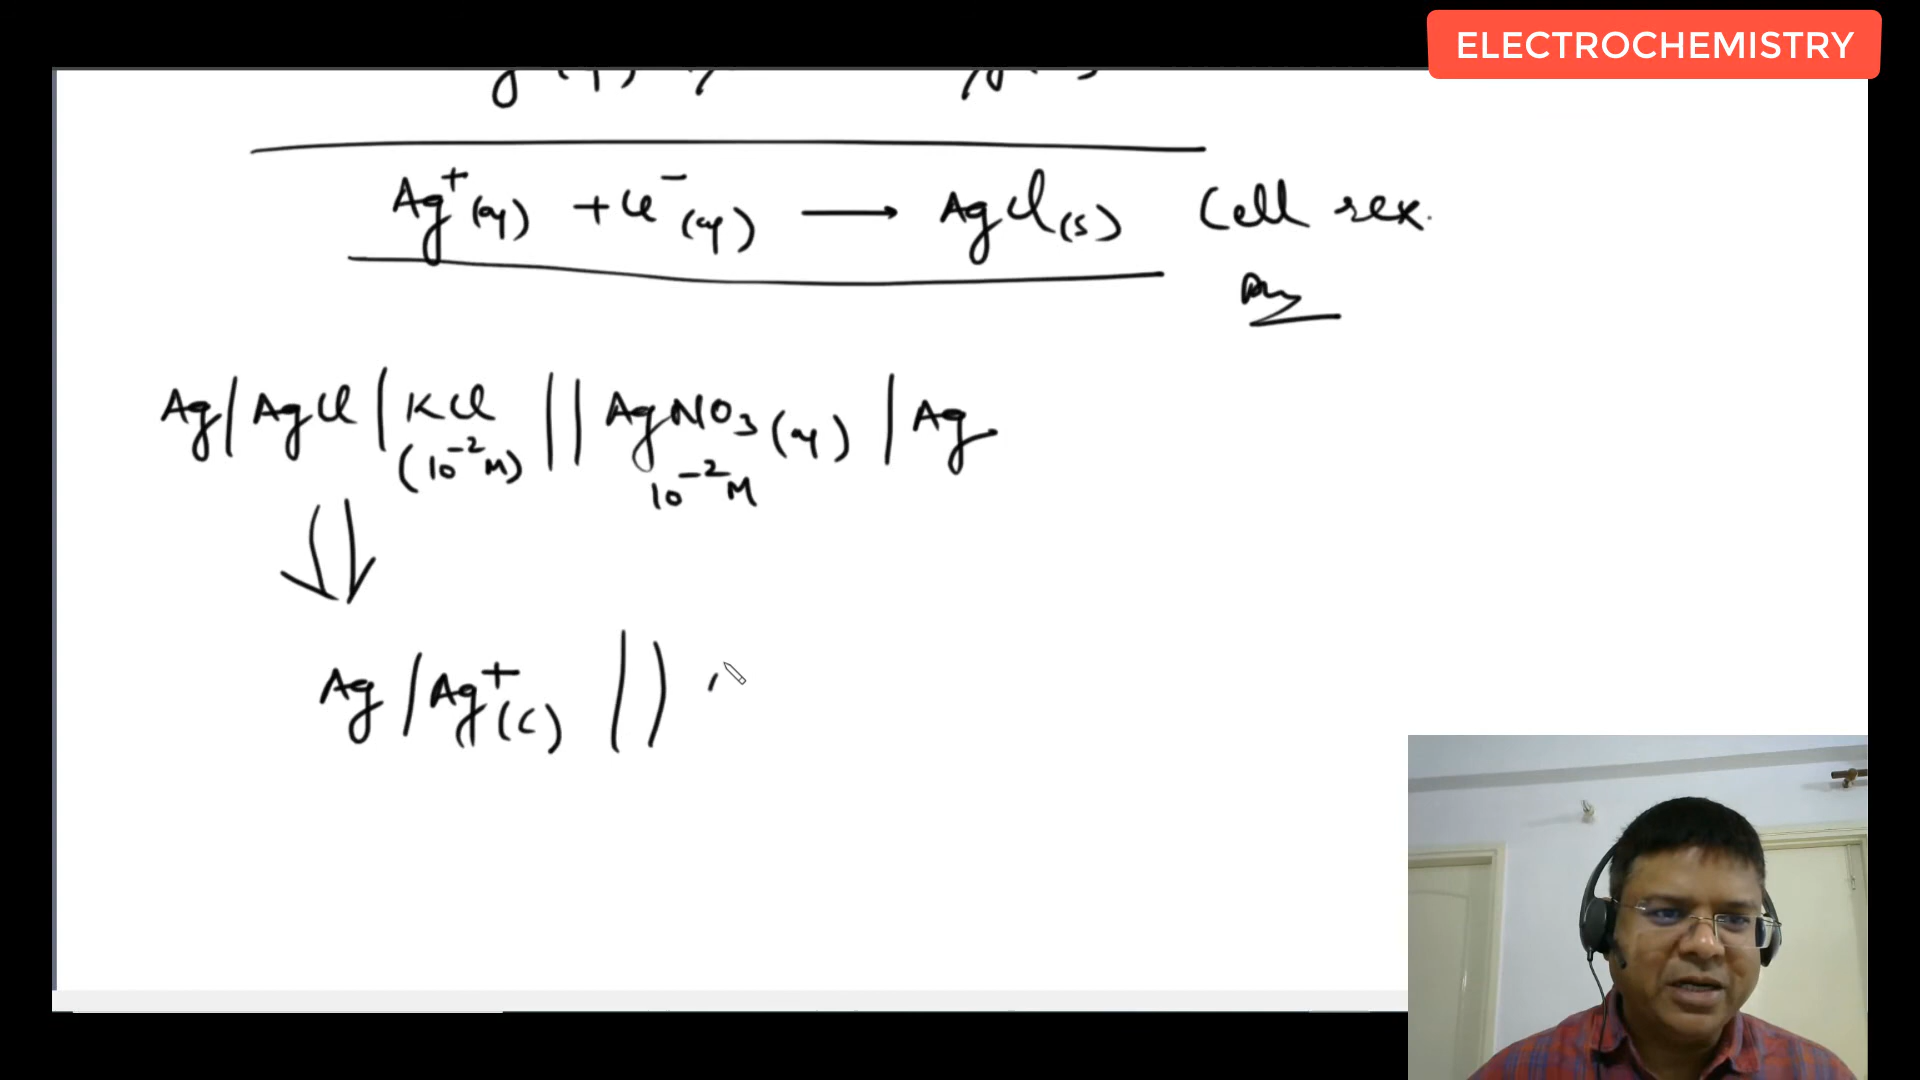 ELECTROCHEMISTRY
Ag⁺(aq) + Cl⁻(aq) ⟶ AgCl(s) Cell rex.
Ans
Ag | AgCl | KCl || AgNO₃(aq) | Ag
(10⁻²M) 10⁻²M
Ag | Ag⁺(C) ||